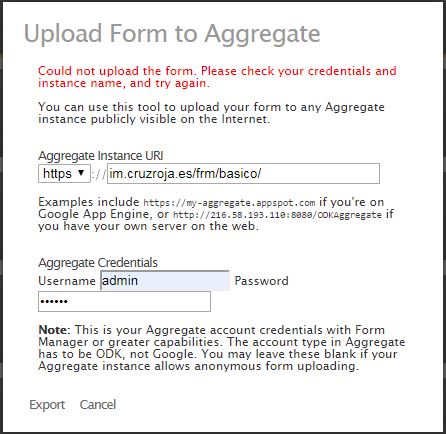 Upload Form to Aggregate
Could not upload the form. Please check your credentials and
instance name, and try again.
You can use this tool to upload your form to any Aggregate
instance publicly visible on the Internet.
Aggregate Instance URI
https :// im.cruzroja.es/frm/basico/
Examples include https://my-aggregate.appspot.com if you're on
Google App Engine, or http://216.58.193.110:8080/ODKAggregate if
you have your own server on the web.
Aggregate Credentials
Username admin Password
••••••
Note: This is your Aggregate account credentials with Form
Manager or greater capabilities. The account type in Aggregate
has to be ODK, not Google. You may leave these blank if your
Aggregate instance allows anonymous form uploading.
Export Cancel